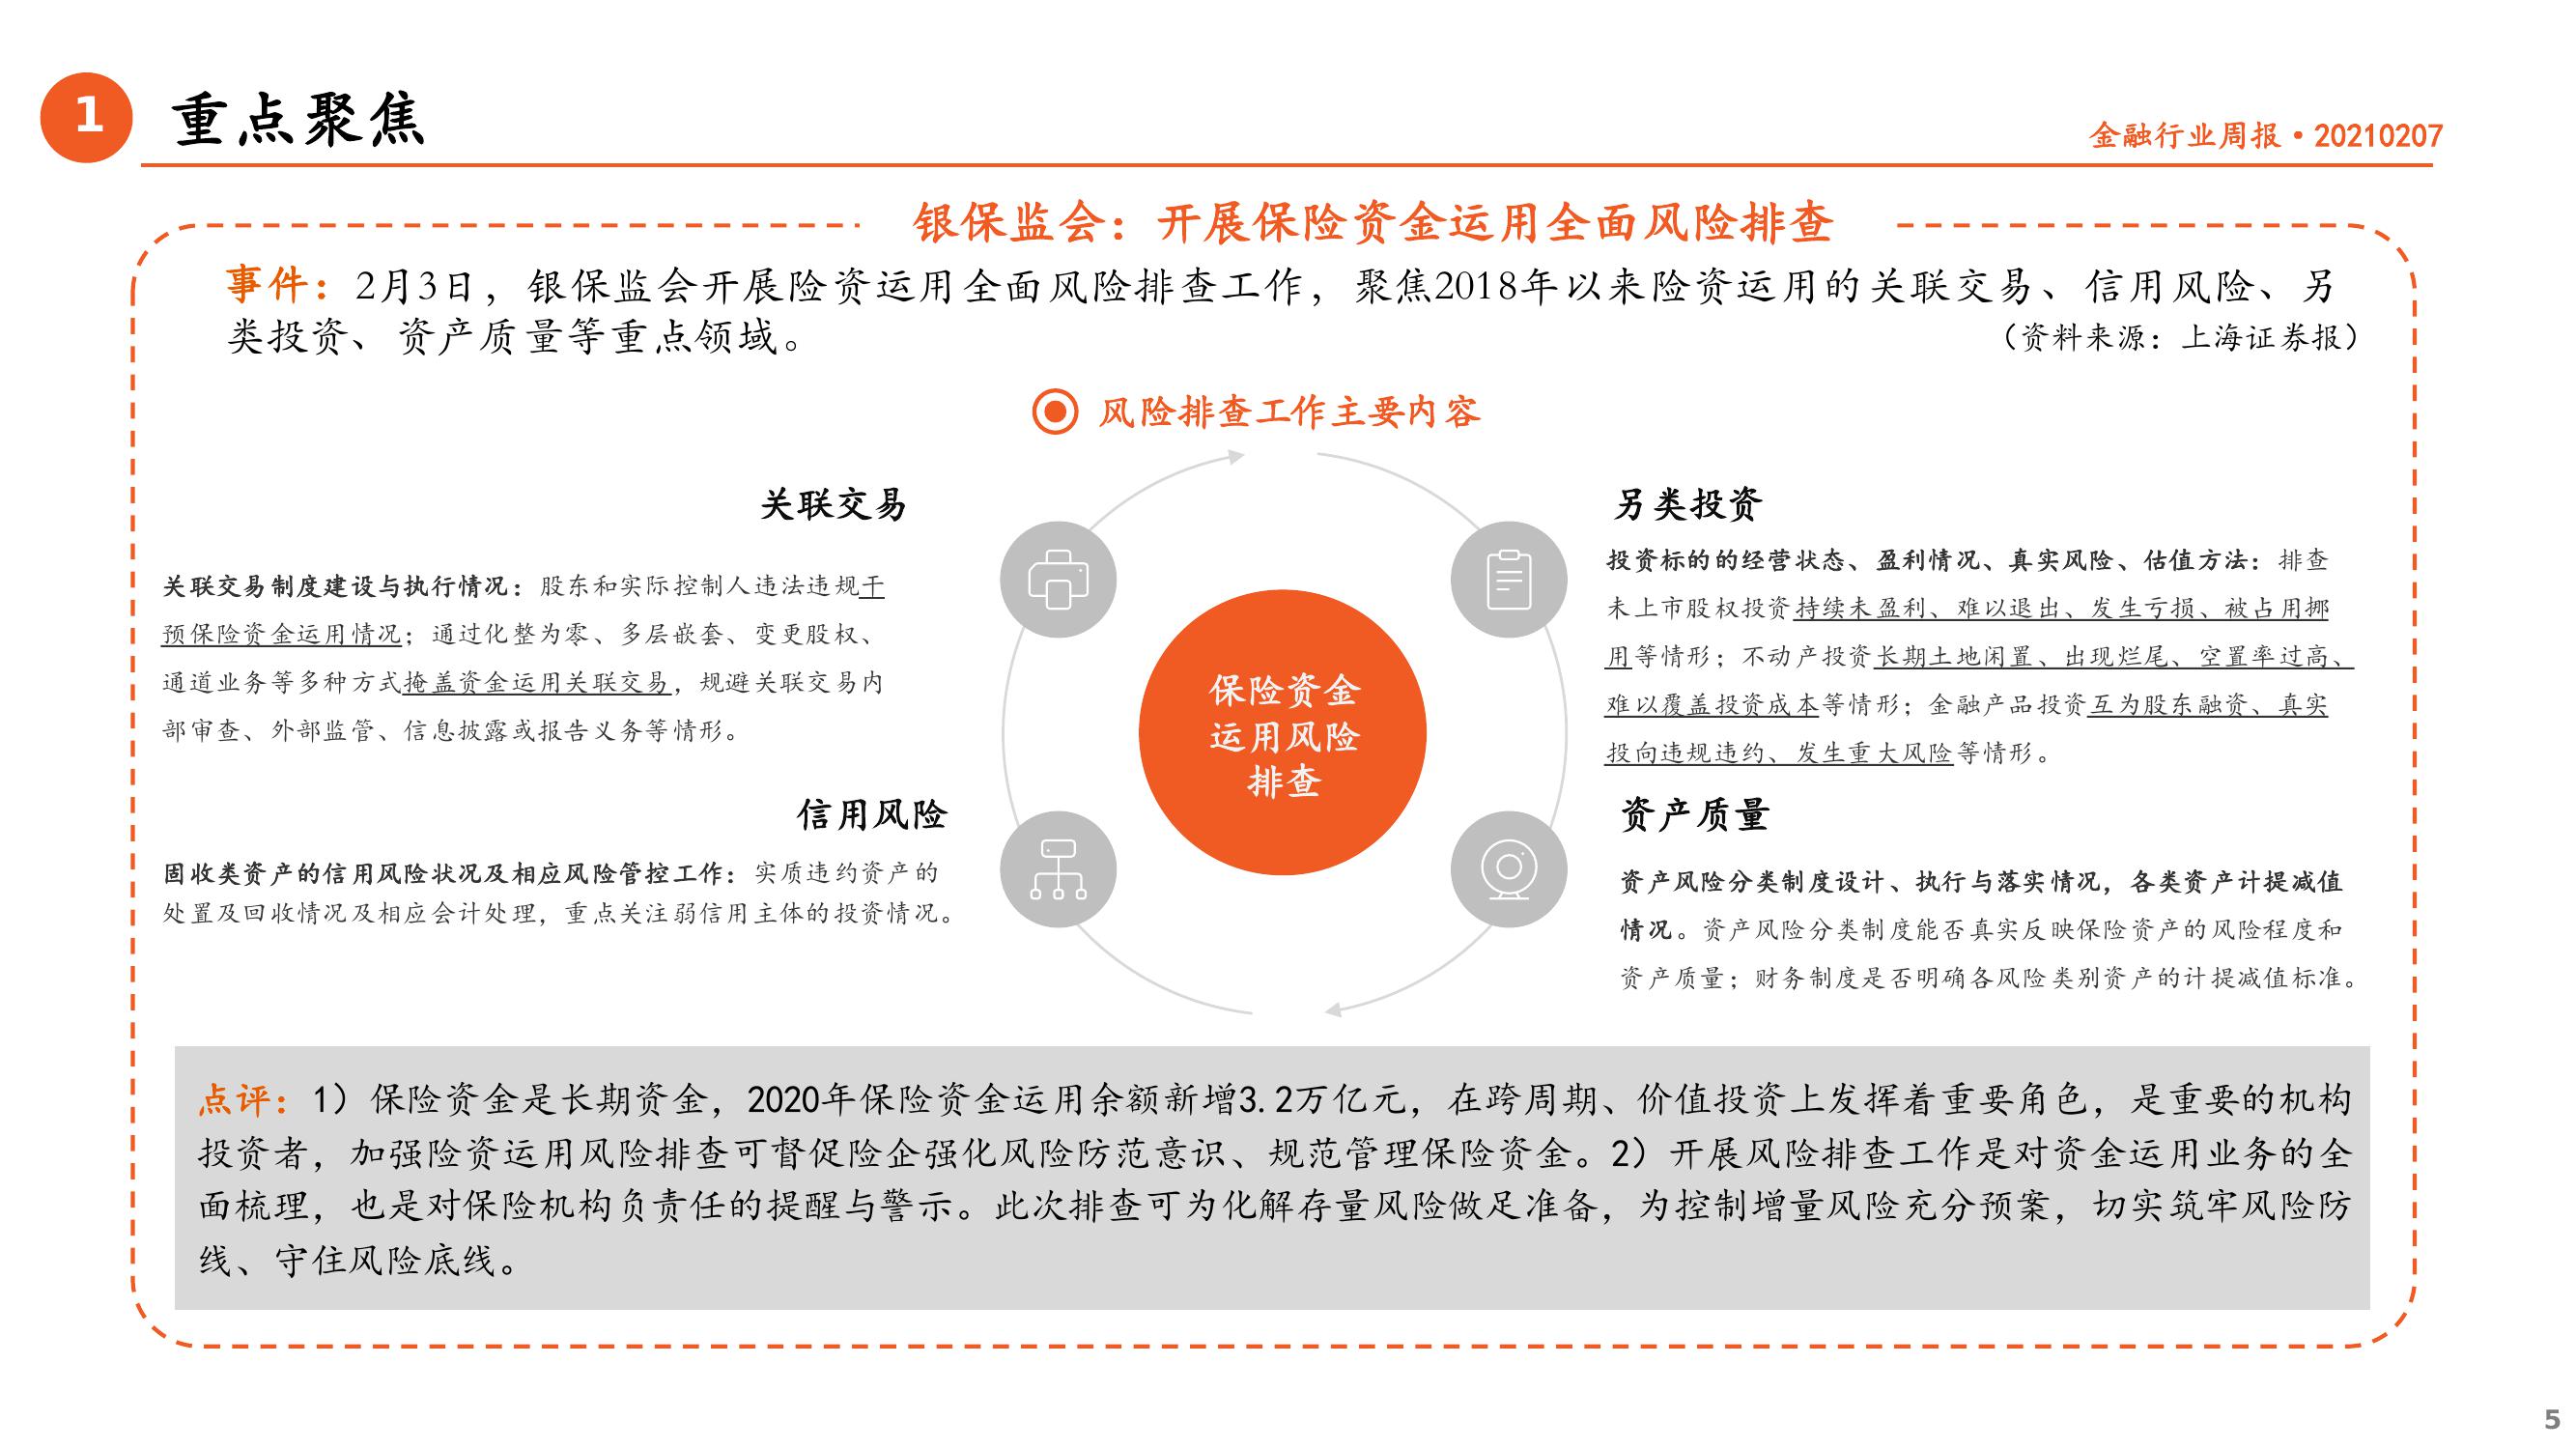 1
重点聚焦
金融行业周报•20210207
银保监会：开展保险资金运用全面风险排查
事件：2月3日，银保监会开展险资运用全面风险排查工作，聚焦2018年以来险资运用的关联交易、信用风险、另
类投资、资产质量等重点领域。
（资料来源：上海证券报）
风险排查工作主要内容
关联交易
关联交易制度建设与执行情况：股东和实际控制人违法违规干
预保险资金运用情况；通过化整为零、多层嵌套、变更股权、
通道业务等多种方式掩盖资金运用关联交易，规避关联交易内
部审查、外部监管、信息披露或报告义务等情形。
信用风险
固收类资产的信用风险状况及相应风险管控工作：实质违约资产的
处置及回收情况及相应会计处理，重点关注弱信用主体的投资情况。
保险资金
运用风险
排查
另类投资
投资标的的经营状态、盈利情况、真实风险、估值方法：排查
未上市股权投资持续未盈利、难以退出、发生亏损、被占用挪
用等情形；不动产投资长期土地闲置、出现烂尾、空置率过高、
难以覆盖投资成本等情形；金融产品投资互为股东融资、真实
投向违规违约、发生重大风险等情形。
资产质量
资产风险分类制度设计、执行与落实情况，各类资产计提减值
情况。资产风险分类制度能否真实反映保险资产的风险程度和
资产质量；财务制度是否明确各风险类别资产的计提减值标准。
点评：1）保险资金是长期资金，2020年保险资金运用余额新增3.2万亿元，在跨周期、价值投资上发挥着重要角色，是重要的机构
投资者，加强险资运用风险排查可督促险企强化风险防范意识、规范管理保险资金。2）开展风险排查工作是对资金运用业务的全
面梳理，也是对保险机构负责任的提醒与警示。此次排查可为化解存量风险做足准备，为控制增量风险充分预案，切实筑牢风险防
线、守住风险底线。
5